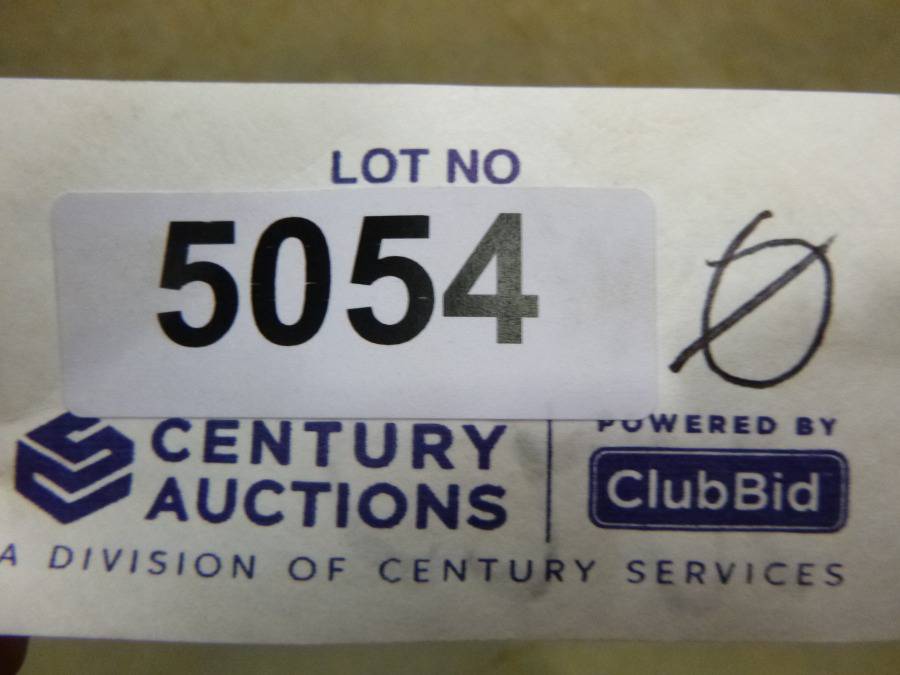 LOT NO
5054
Ø
CENTURY
AUCTIONS
POWERED BY
ClubBid
A DIVISION OF CENTURY SERVICES